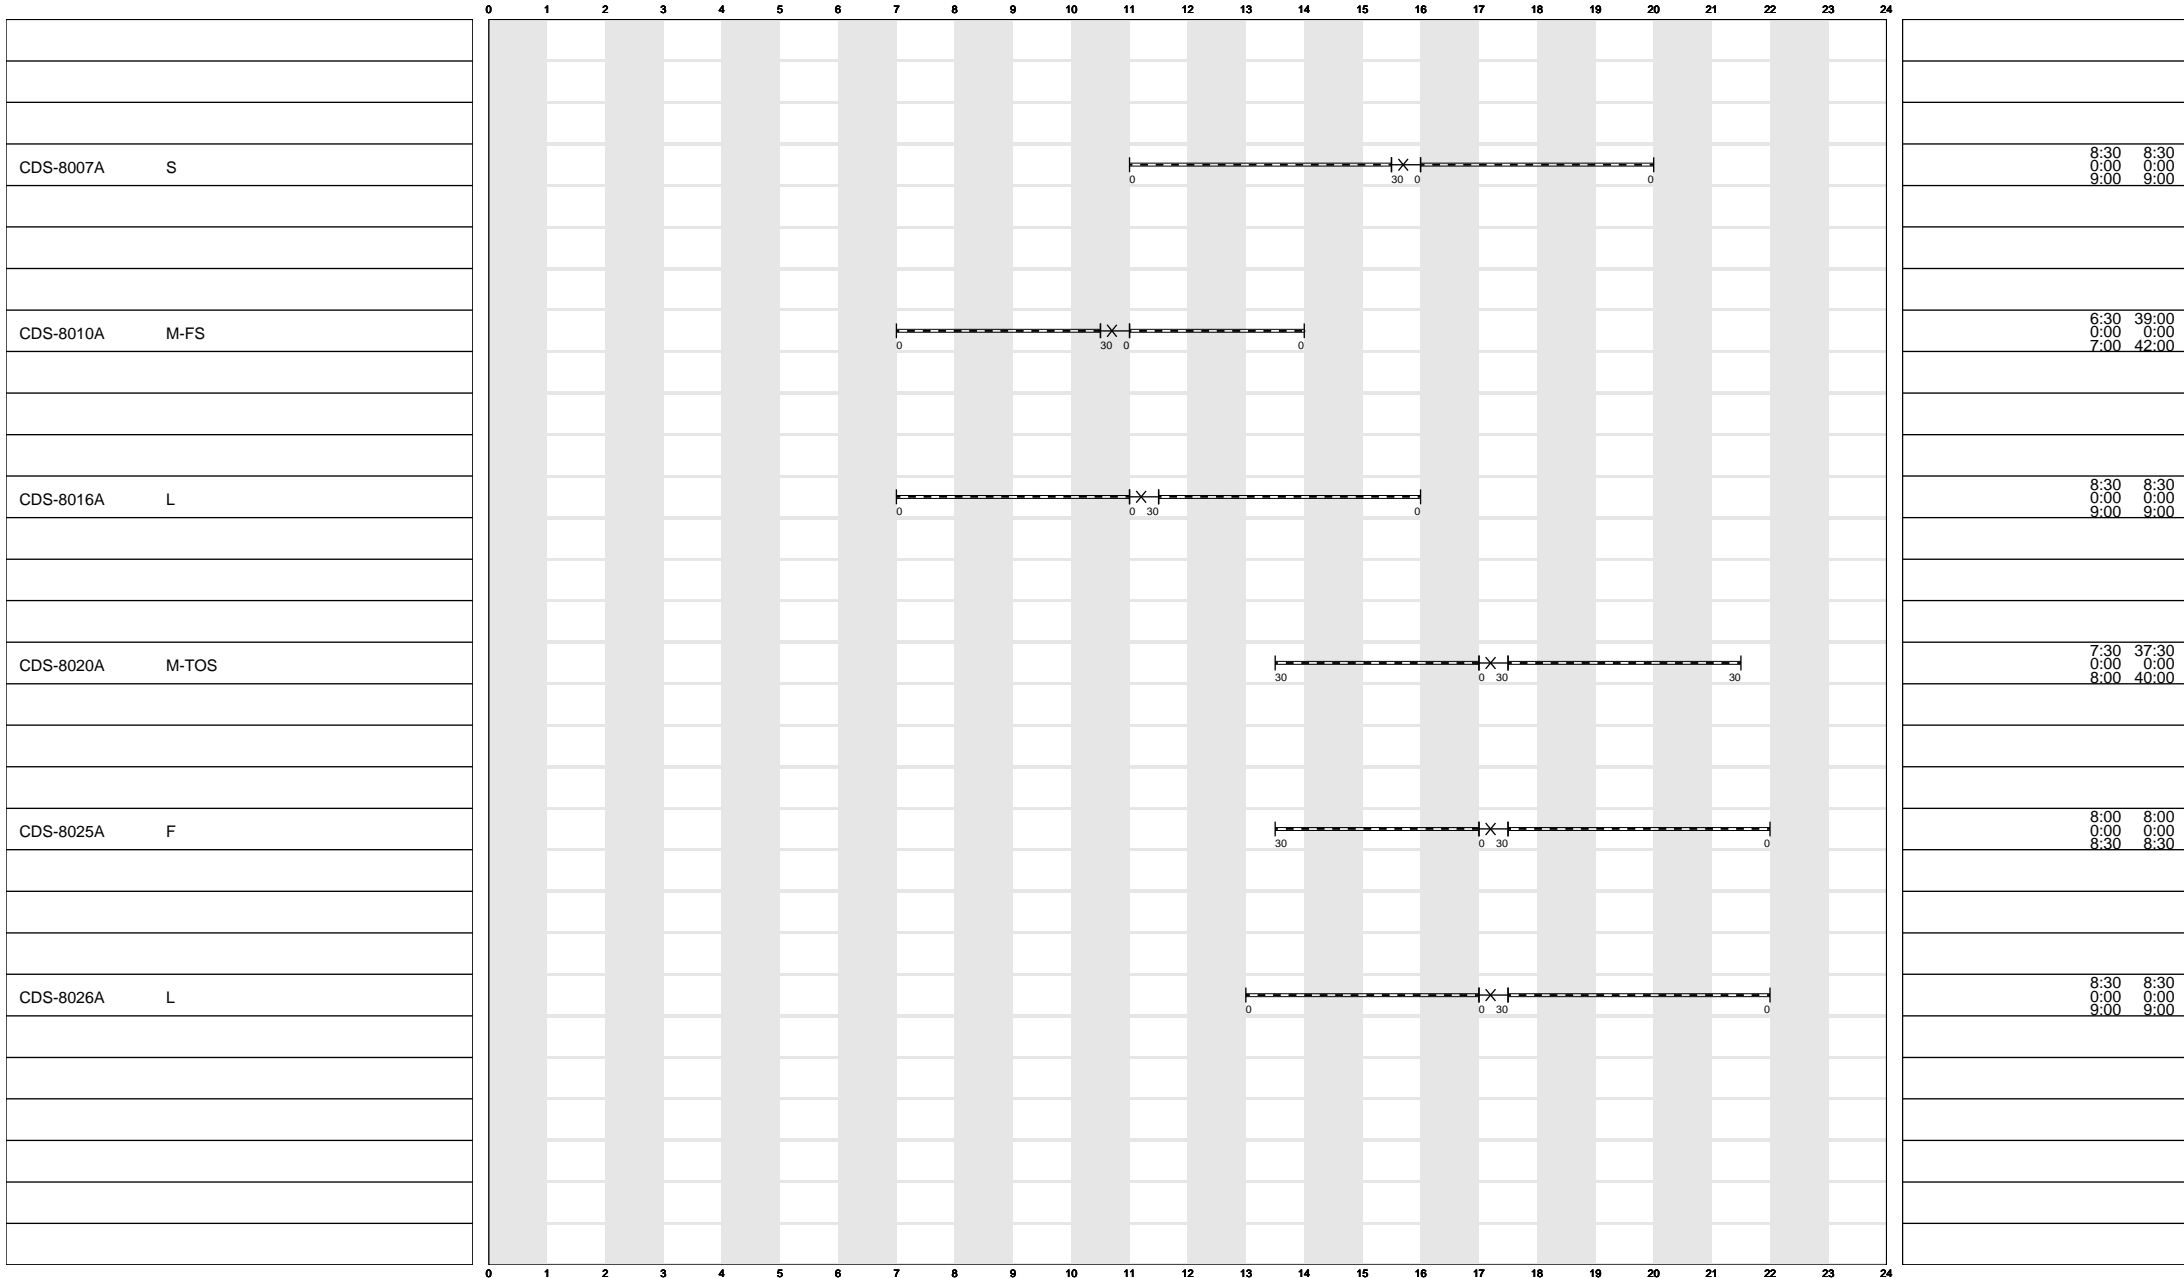 0 1 2 3 4 5 6 7 8 9 10 11 12 13 14 15 16 17 18 19 20 21 22 23 24
CDS-8007A S 8:30 8:30
0:00 0:00
0 30 0 0 9:00 9:00
CDS-8010A M-FS 6:30 39:00
0:00 0:00
0 30 0 0 7:00 42:00
CDS-8016A L 8:30 8:30
0:00 0:00
0 0 30 0 9:00 9:00
CDS-8020A M-TOS 7:30 37:30
0:00 0:00
30 0 30 30 8:00 40:00
CDS-8025A F 8:00 8:00
0:00 0:00
30 0 30 0 8:30 8:30
CDS-8026A L 8:30 8:30
0:00 0:00
0 0 30 0 9:00 9:00
0 1 2 3 4 5 6 7 8 9 10 11 12 13 14 15 16 17 18 19 20 21 22 23 24